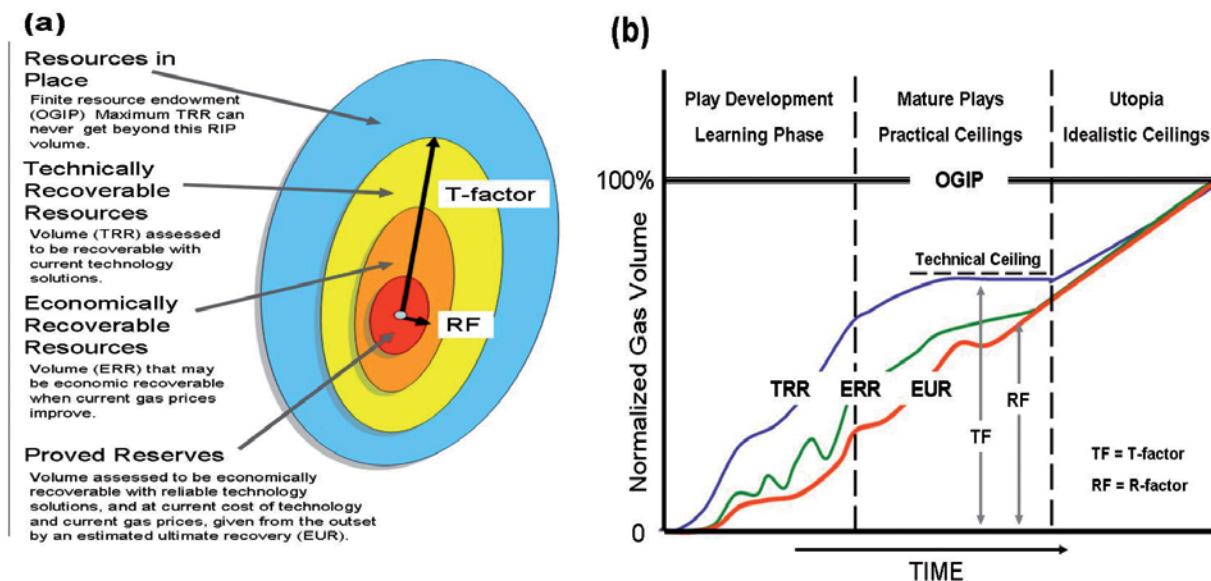 (a)
Resources in
Place
Finite resource endowment
(OGIP) Maximum TRR can
never get beyond this RIP
volume.
Technically
Recoverable
Resources
Volume (TRR) assessed
to be recoverable with
current technology
solutions.
Economically
Recoverable
Resources
Volume (ERR) that may
be economic recoverable
when current gas prices
improve.
Proved Reserves
Volume assessed to be economically
recoverable with reliable technology
solutions, and at current cost of technology
and current gas prices, given from the outset
by an estimated ultimate recovery (EUR).
T-factor
RF
(b)
Play Development
Learning Phase
Mature Plays
Practical Ceilings
Utopia
Idealistic Ceilings
100%
OGIP
Technical Ceiling
Normalized Gas Volume
TRR
ERR
EUR
RF
TF
TF = T-factor
RF = R-factor
0
TIME